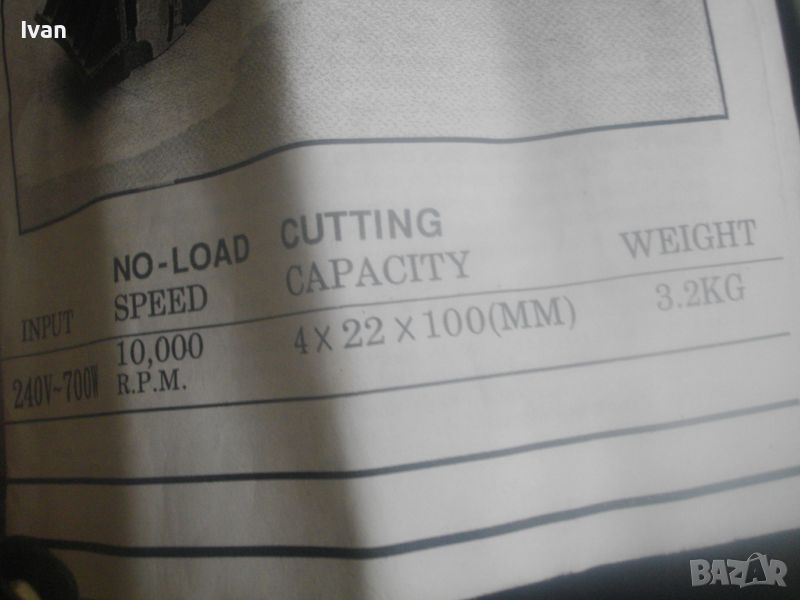 Ivan
NO-LOAD CUTTING
INPUT SPEED CAPACITY WEIGHT
240V~700W 10,000 4 X 22 X 100(MM) 3.2KG
R.P.M.
BAZAR